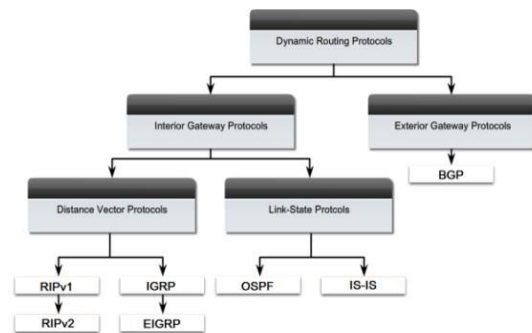 Dynamic Routing Protocols
Interior Gateway Protocols
Exterior Gateway Protocols
BGP
Distance Vector Protocols
Link-State Protcols
RIPv1
IGRP
OSPF
IS-IS
RIPv2
EIGRP